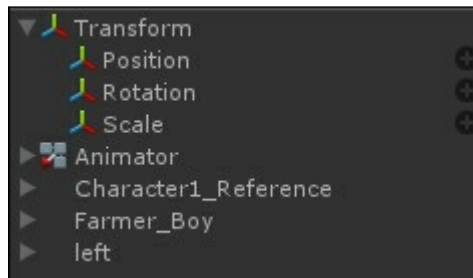 Transform
Position
Rotation
Scale
Animator
Character1_Reference
Farmer_Boy
left